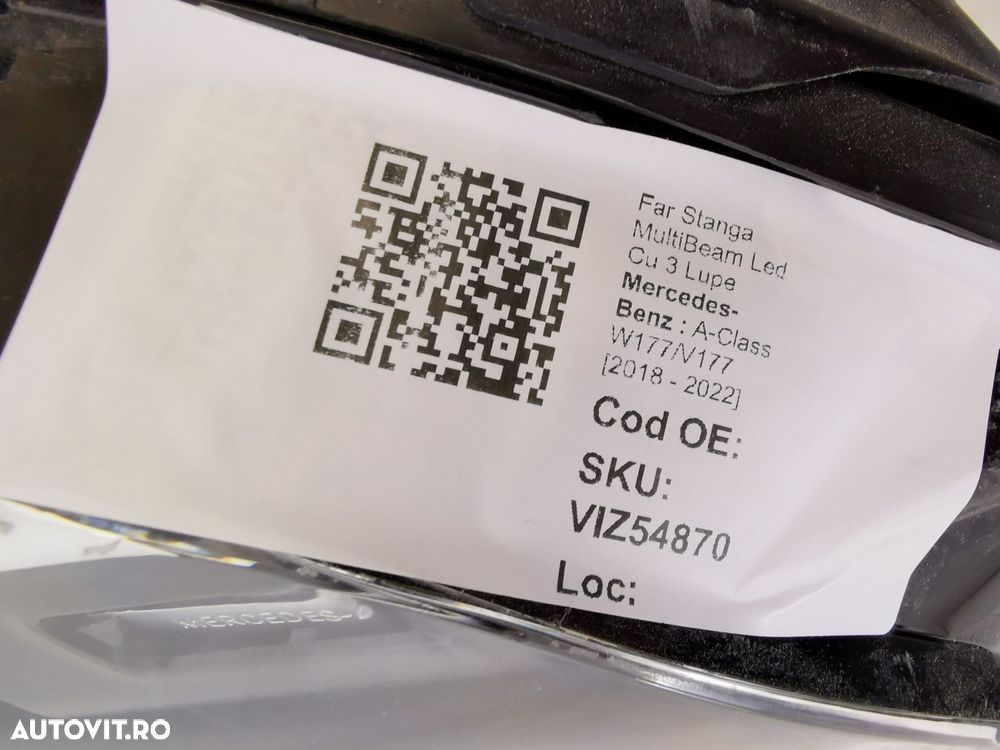 Far Stanga
MultiBeam Led
Cu 3 Lupe
Mercedes-
Benz : A-Class
W177/V177
[2018 - 2022]
Cod OE:
SKU:
VIZ54870
Loc:
MERCEDES-
AUTOVIT.RO